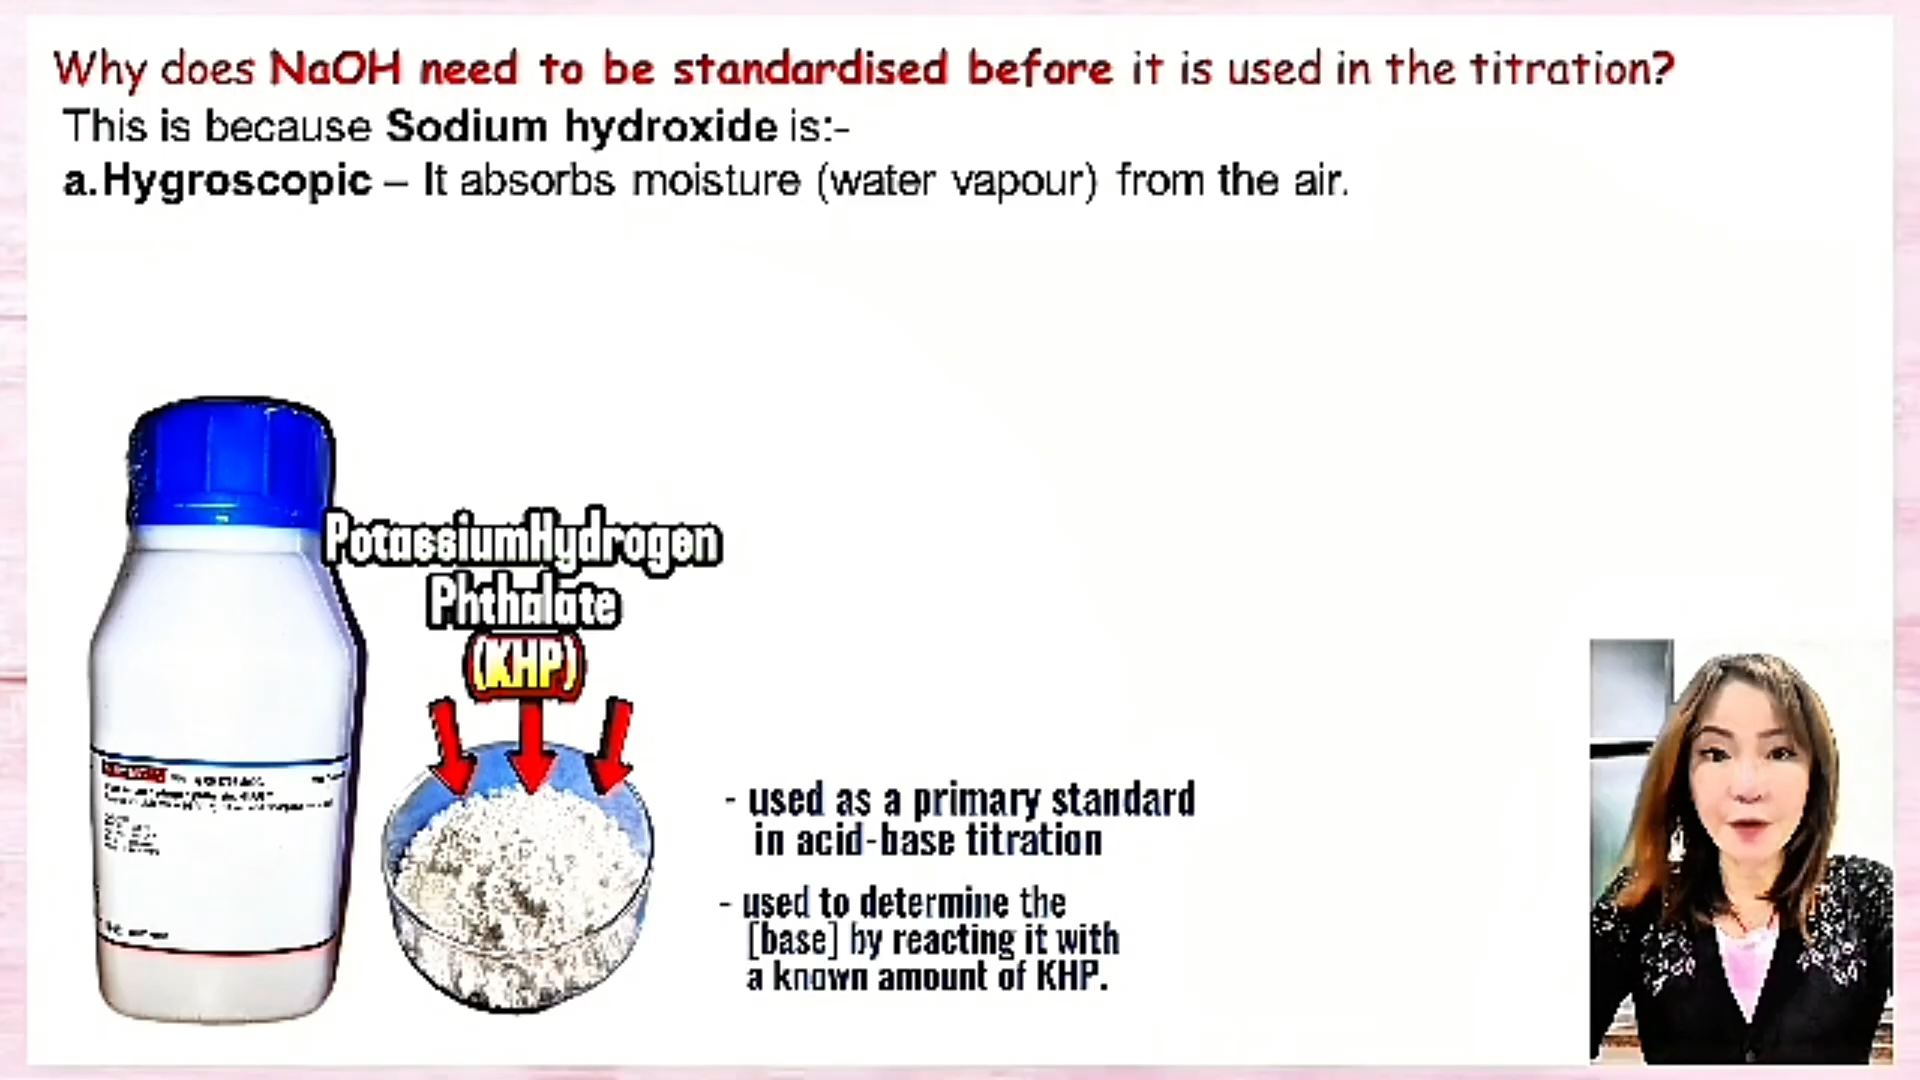 Why does NaOH need to be standardised before it is used in the titration?
This is because Sodium hydroxide is:-
a.Hygroscopic – It absorbs moisture (water vapour) from the air.
PotassiumHydrogen
Phthalate
(KHP)
- used as a primary standard
in acid-base titration
- used to determine the
[base] by reacting it with
a known amount of KHP.